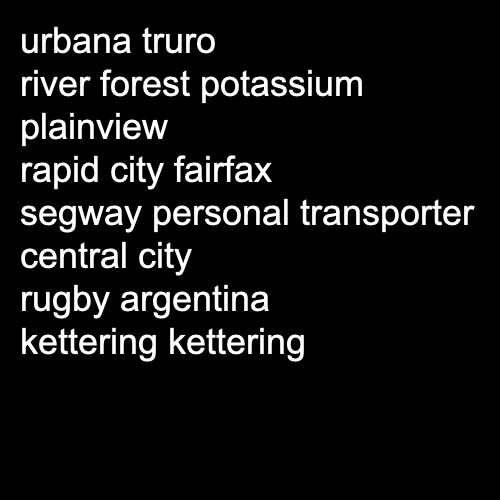 urbana truro
river forest potassium
plainview
rapid city fairfax
segway personal transporter
central city
rugby argentina
kettering kettering